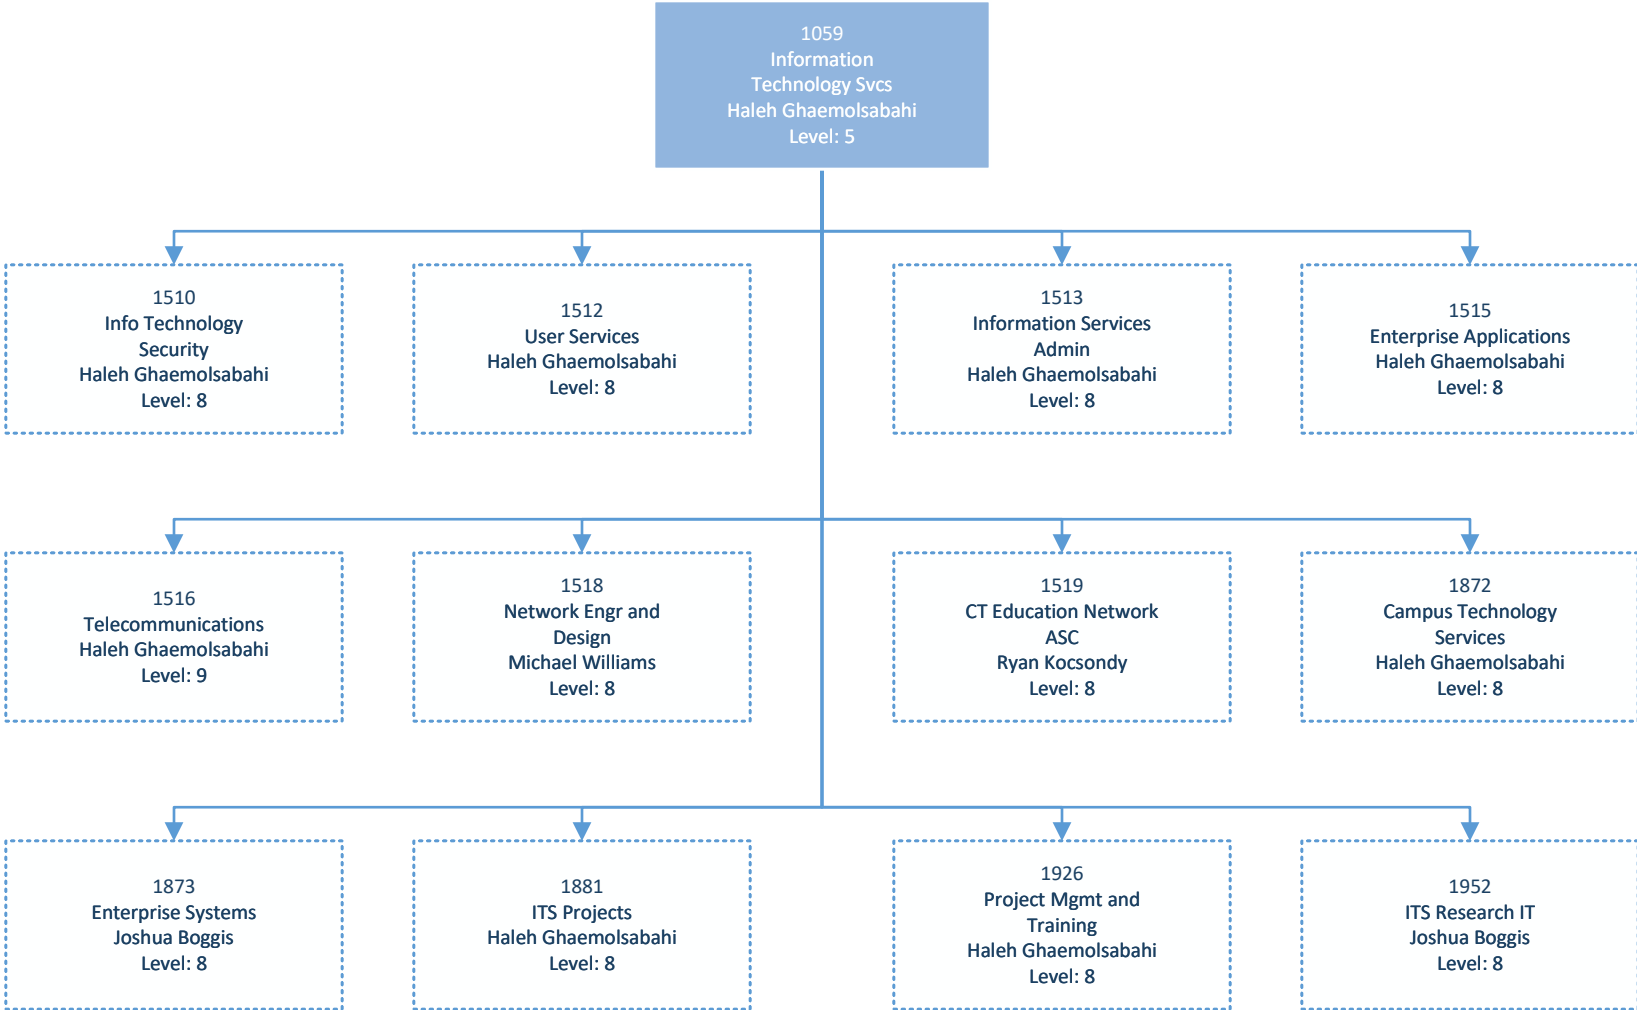 1059
Information
Technology Svcs
Haleh Ghaemolsabahi
Level: 5
1510
Info Technology
Security
Haleh Ghaemolsabahi
Level: 8
1512
User Services
Haleh Ghaemolsabahi
Level: 8
1513
Information Services
Admin
Haleh Ghaemolsabahi
Level: 8
1515
Enterprise Applications
Haleh Ghaemolsabahi
Level: 8
1516
Telecommunications
Haleh Ghaemolsabahi
Level: 9
1518
Network Engr and
Design
Michael Williams
Level: 8
1519
CT Education Network
ASC
Ryan Kocsondy
Level: 8
1872
Campus Technology
Services
Haleh Ghaemolsabahi
Level: 8
1873
Enterprise Systems
Joshua Boggis
Level: 8
1881
ITS Projects
Haleh Ghaemolsabahi
Level: 8
1926
Project Mgmt and
Training
Haleh Ghaemolsabahi
Level: 8
1952
ITS Research IT
Joshua Boggis
Level: 8